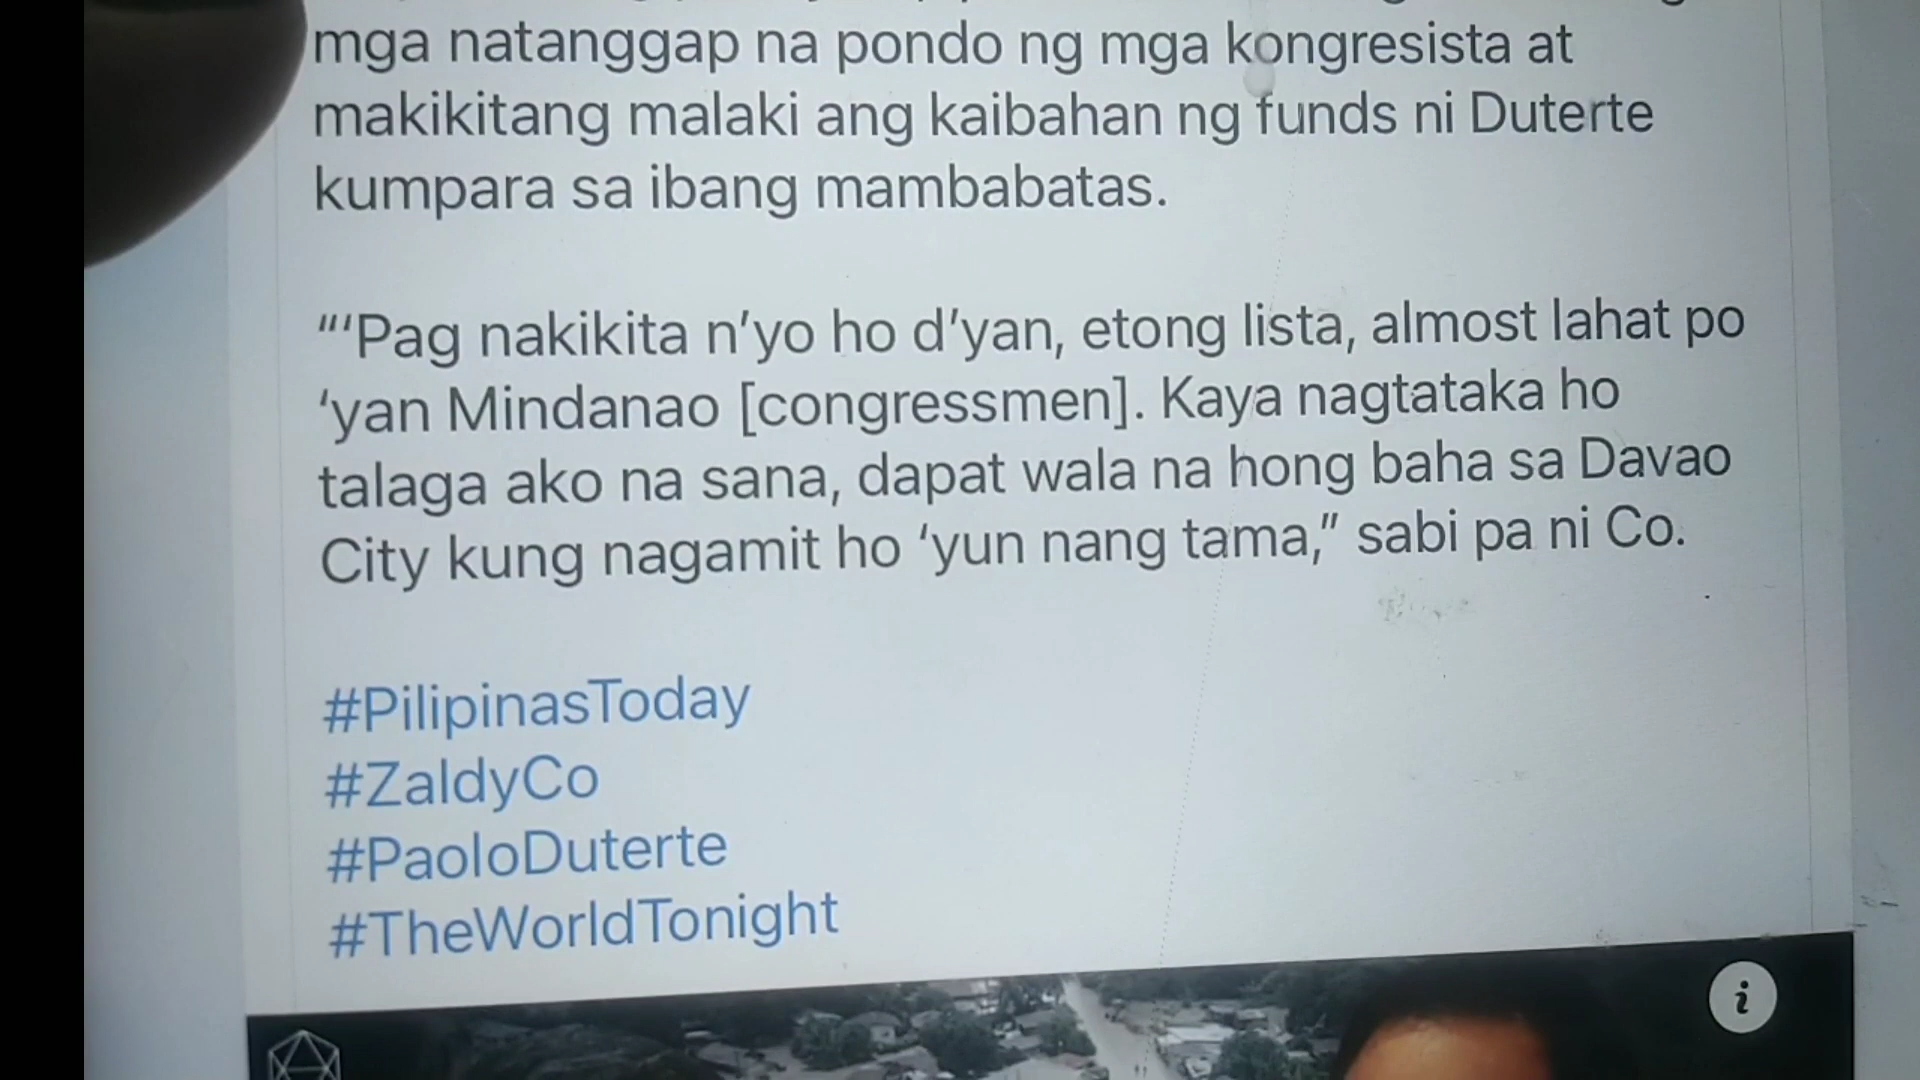 mga natanggap na pondo ng mga kongresista at
makikitang malaki ang kaibahan ng funds ni Duterte
kumpara sa ibang mambabatas.
"'Pag nakikita n'yo ho d'yan, etong lista, almost lahat po
'yan Mindanao [congressmen]. Kaya nagtataka ho
talaga ako na sana, dapat wala na hong baha sa Davao
City kung nagamit ho 'yun nang tama," sabi pa ni Co.
#PilipinasToday
#ZaldyCo
#PaoloDuterte
#TheWorldTonight
i